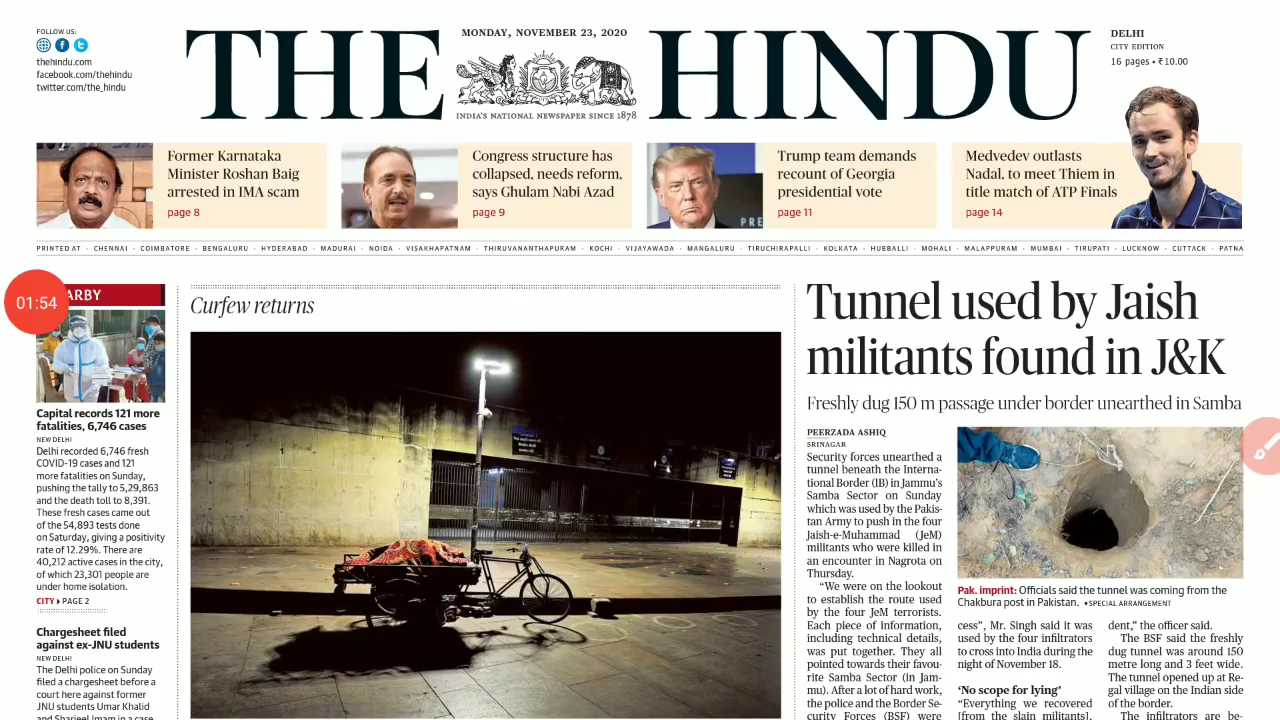 FOLLOW US:
thehindu.com
facebook.com/thehindu
twitter.com/the_hindu
THE HINDU
MONDAY, NOVEMBER 23, 2020
INDIA'S NATIONAL NEWSPAPER SINCE 1878
DELHI
CITY EDITION
16 pages • ₹10.00
Former Karnataka
Minister Roshan Baig
arrested in IMA scam
page 8
Congress structure has
collapsed, needs reform,
says Ghulam Nabi Azad
page 9
Trump team demands
recount of Georgia
presidential vote
page 11
Medvedev outlasts
Nadal, to meet Thiem in
title match of ATP Finals
page 14
PRINTED AT · CHENNAI · COIMBATORE · BENGALURU · HYDERABAD · MADURAI · NOIDA · VISAKHAPATNAM · THIRUVANANTHAPURAM · KOCHI · VIJAYAWADA · MANGALURU · TIRUCHIRAPALLI · KOLKATA · HUBBALLI · MOHALI · MALAPPURAM · MUMBAI · TIRUPATI · LUCKNOW · CUTTACK · PATNA
01:54
ARBY
Capital records 121 more
fatalities, 6,746 cases
NEW DELHI
Delhi recorded 6,746 fresh
COVID-19 cases and 121
more fatalities on Sunday,
pushing the tally to 5,29,863
and the death toll to 8,391.
These fresh cases came out
of the 54,893 tests done
on Saturday, giving a positivity
rate of 12.29%. There are
40,212 active cases in the city,
of which 23,301 people are
under home isolation.
CITY ▸ PAGE 2
Chargesheet filed
against ex-JNU students
NEW DELHI
The Delhi police on Sunday
filed a chargesheet before a
court here against former
JNU students Umar Khalid
and Sharjeel Imam in a case
Curfew returns
Tunnel used by Jaish
militants found in J&K
Freshly dug 150 m passage under border unearthed in Samba
PEERZADA ASHIQ
SRINAGAR
Security forces unearthed a
tunnel beneath the Interna-
tional Border (IB) in Jammu's
Samba Sector on Sunday
which was used by the Pakis-
tan Army to push in the four
Jaish-e-Muhammad (JeM)
militants who were killed in
an encounter in Nagrota on
Thursday.
"We were on the lookout
to establish the route used
by the four JeM terrorists.
Each piece of information,
including technical details,
was put together. They all
pointed towards their favou-
rite Samba Sector (in Jam-
mu). After a lot of hard work,
the police and the Border Se-
curity Forces (BSF) were
Pak. imprint: Officials said the tunnel was coming from the
Chakbura post in Pakistan. ▪ SPECIAL ARRANGEMENT
cess", Mr. Singh said it was
used by the four infiltrators
to cross into India during the
night of November 18.
'No scope for lying'
"Everything we recovered
[from the slain militants],
dent," the officer said.
The BSF said the freshly
dug tunnel was around 150
metre long and 3 feet wide.
The tunnel opened up at Re-
gal village on the Indian side
of the border.
The infiltrators are be-